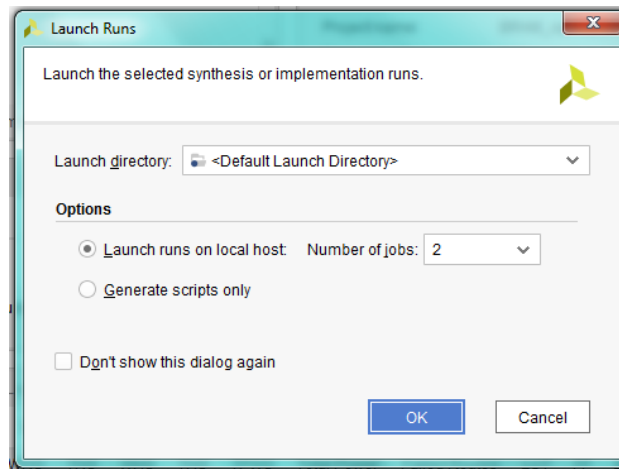 Launch Runs
Launch the selected synthesis or implementation runs.
Launch directory: <Default Launch Directory>
Options
Launch runs on local host: Number of jobs: 2
Generate scripts only
Don't show this dialog again
OK Cancel